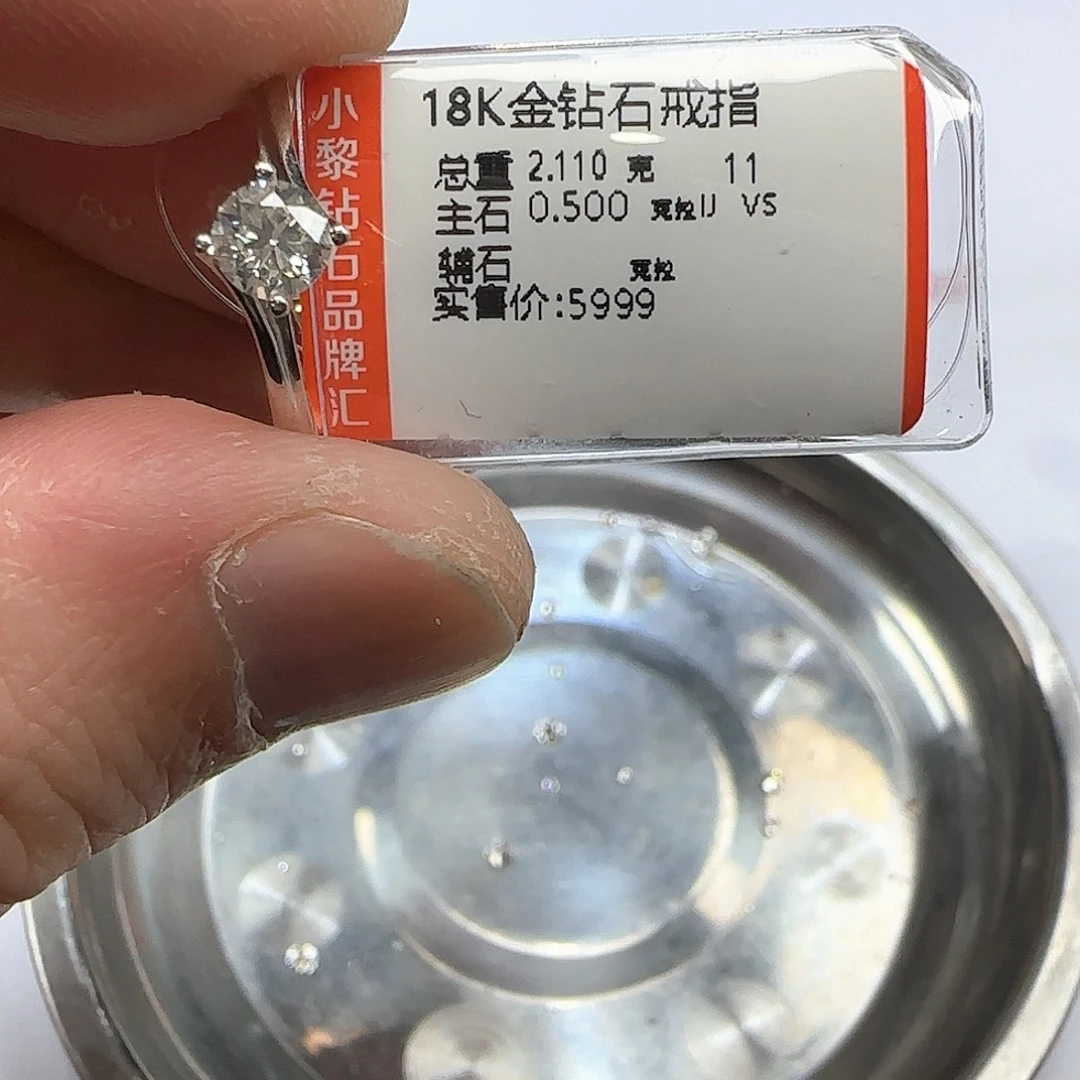 小黎钻石品牌汇
18K金钻石戒指
总重 2.110 克 11
主石 0.500 克拉IJ VS
辅石 克拉
实售价:5999